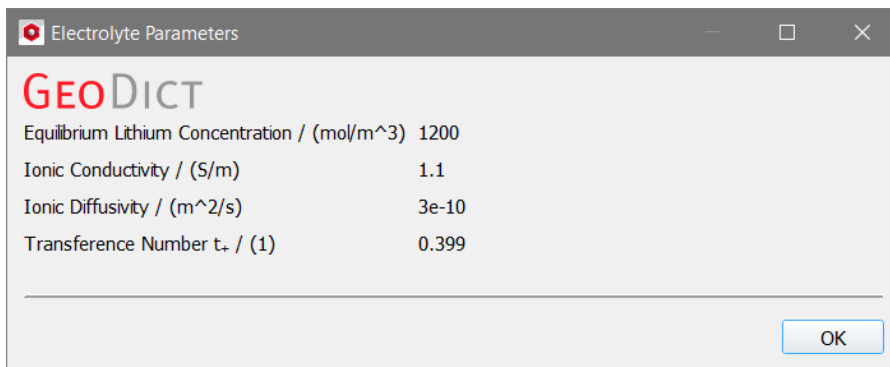 Electrolyte Parameters
GEODICT
Equilibrium Lithium Concentration / (mol/m^3) 1200
Ionic Conductivity / (S/m) 1.1
Ionic Diffusivity / (m^2/s) 3e-10
Transference Number t₊ / (1) 0.399
OK